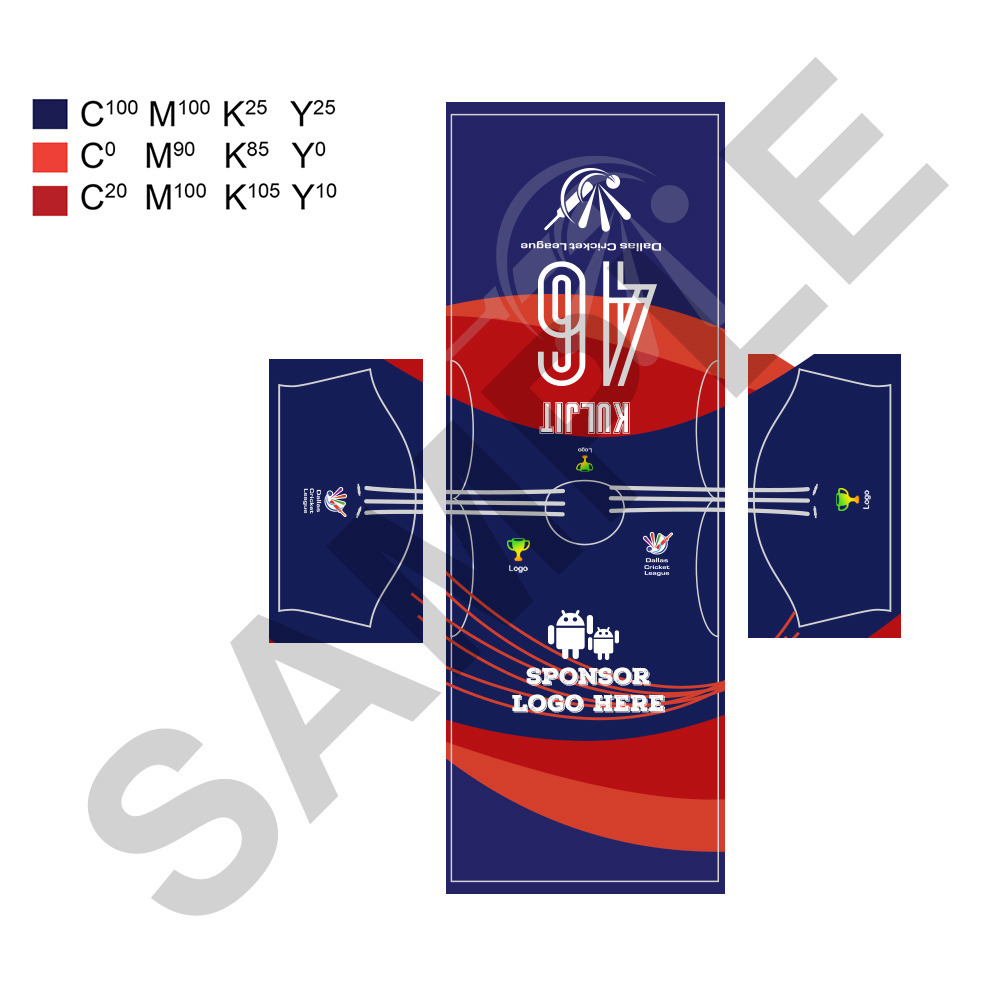 C100 M100 K25 Y25
C0 M90 K85 Y0
C20 M100 K105 Y10
Dallas Cricket League
46
KULJIT
Logo
Dallas
Cricket
League
Logo
Logo
Dallas
Cricket
League
SPONSOR
LOGO HERE
SAMPLE